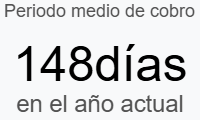 Periodo medio de cobro
148días
en el año actual